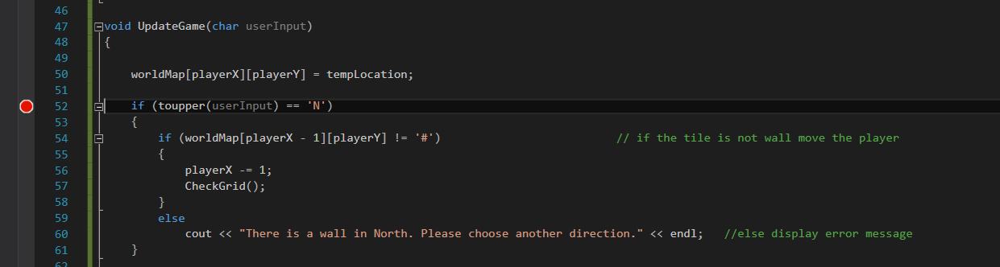 46
47 void UpdateGame(char userInput)
48 {
49
50 worldMap[playerX][playerY] = tempLocation;
51
52 if (toupper(userInput) == 'N')
53 {
54 if (worldMap[playerX - 1][playerY] != '#') // if the tile is not wall move the player
55 {
56 playerX -= 1;
57 CheckGrid();
58 }
59 else
60 cout << "There is a wall in North. Please choose another direction." << endl; //else display error message
61 }
62